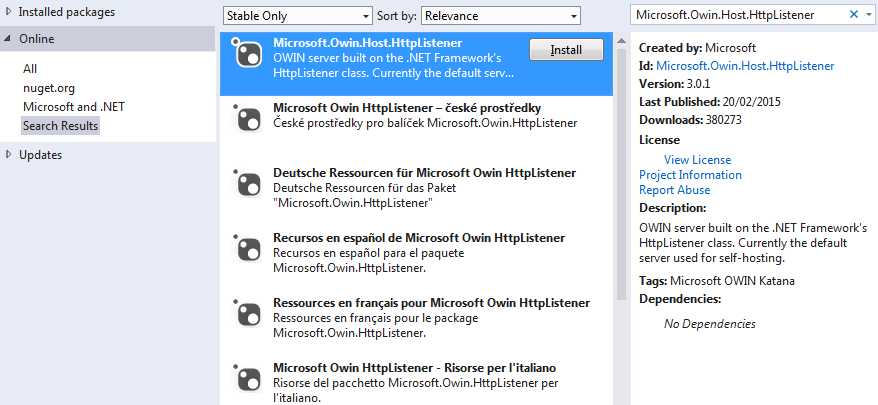 Installed packages
Online
All
nuget.org
Microsoft and .NET
Search Results
Updates
Stable Only
Sort by: Relevance
Microsoft.Owin.Host.HttpListener
Install
OWIN server built on the .NET Framework's
HttpListener class. Currently the default serv...
Microsoft Owin HttpListener – české prostředky
České prostředky pro balíček Microsoft.Owin.HttpListener
Deutsche Ressourcen für Microsoft Owin HttpListener
Deutsche Ressourcen für das Paket
"Microsoft.Owin.HttpListener"
Recursos en español de Microsoft Owin HttpListener
Recursos en español para el paquete
Microsoft.Owin.HttpListener.
Ressources en français pour Microsoft Owin HttpListener
Ressources en français pour le package
Microsoft.Owin.HttpListener.
Microsoft Owin HttpListener - Risorse per l'italiano
Risorse del pacchetto Microsoft.Owin.HttpListener per
l'italiano.
Microsoft.Owin.Host.HttpListener
Created by: Microsoft
Id: Microsoft.Owin.Host.HttpListener
Version: 3.0.1
Last Published: 20/02/2015
Downloads: 380273
License
View License
Project Information
Report Abuse
Description:
OWIN server built on the .NET Framework's
HttpListener class. Currently the default
server used for self-hosting.
Tags: Microsoft OWIN Katana
Dependencies:
No Dependencies